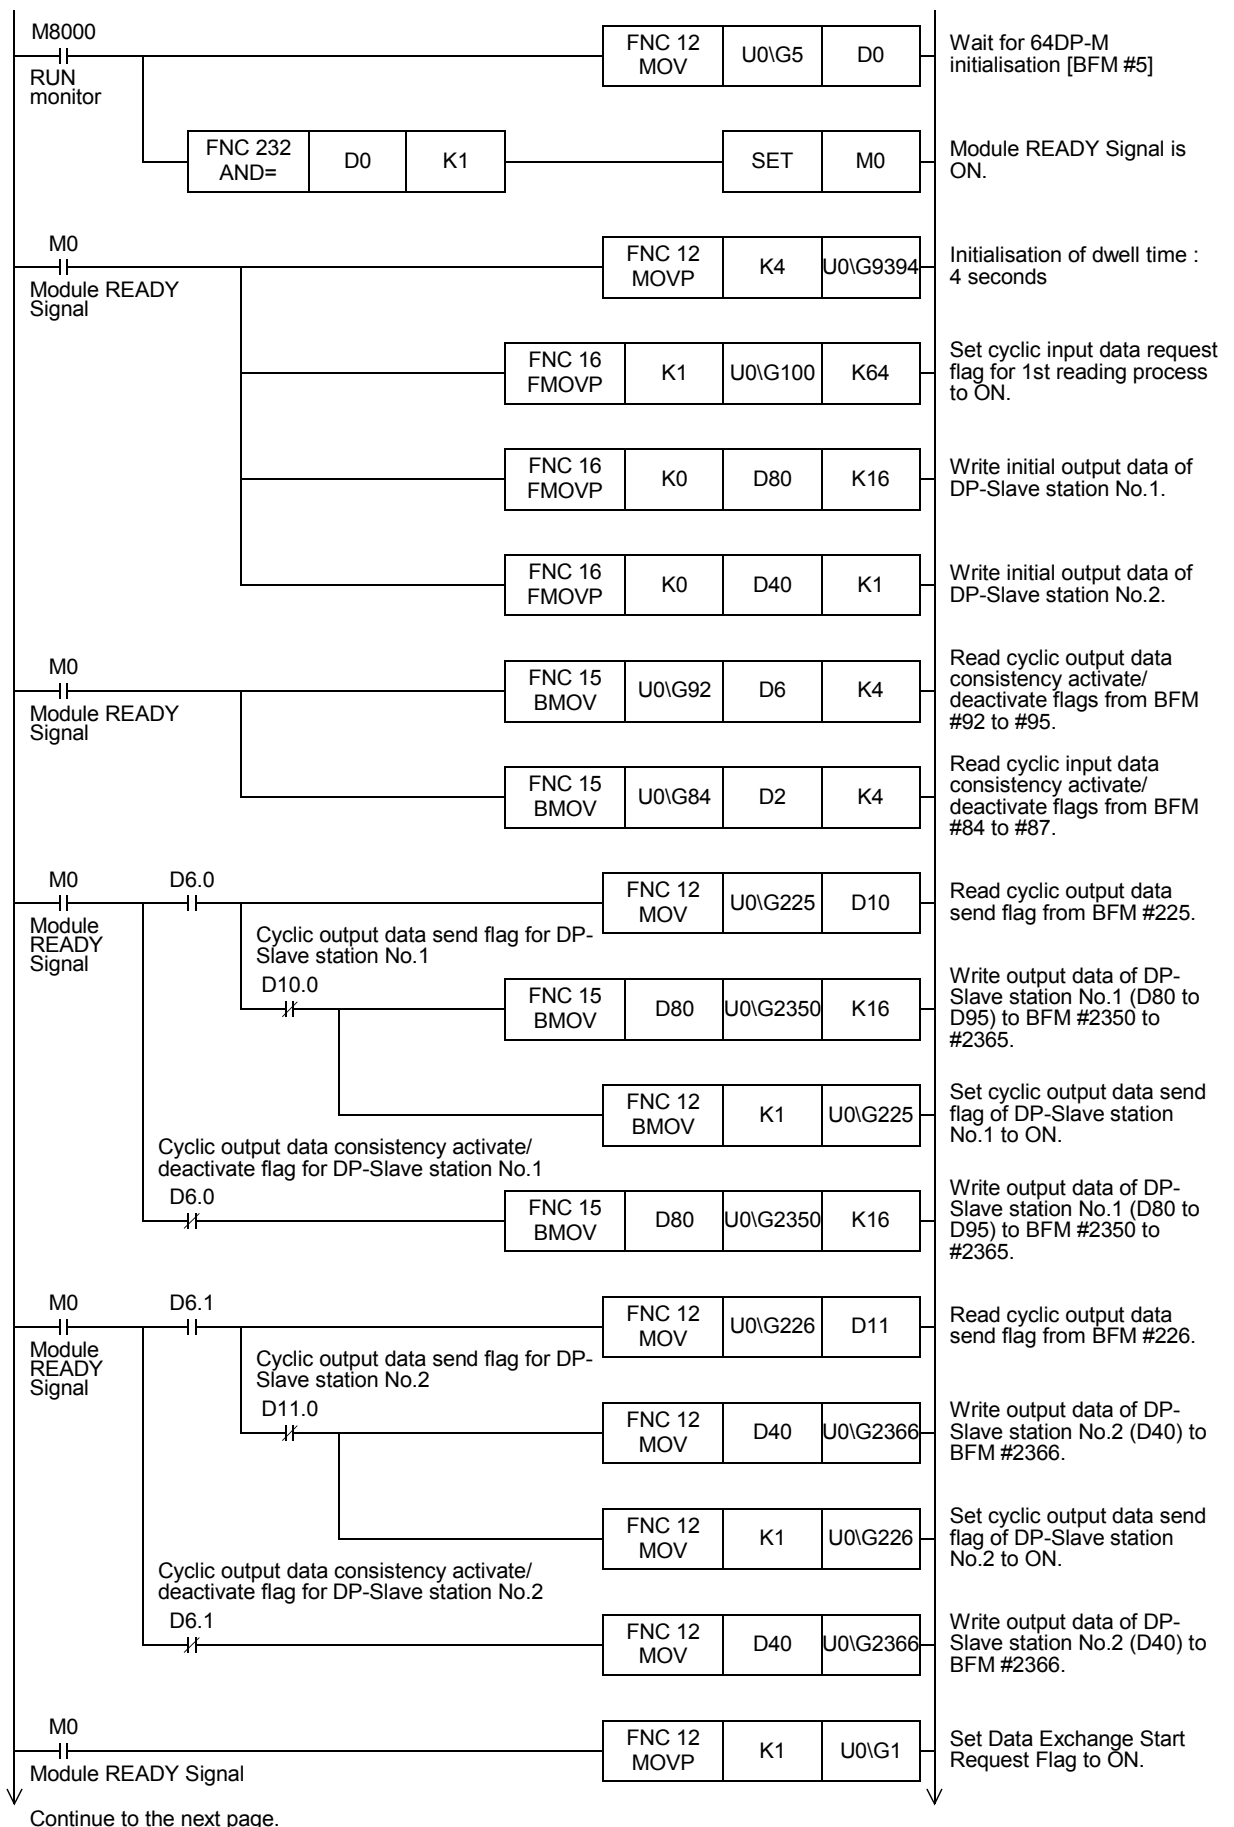 M8000
RUN
monitor
FNC 12
MOV
U0\G5
D0
Wait for 64DP-M
initialisation [BFM #5]
FNC 232
AND=
D0
K1
SET
M0
Module READY Signal is
ON.
M0
Module READY
Signal
FNC 12
MOVP
K4
U0\G9394
Initialisation of dwell time :
4 seconds
FNC 16
FMOVP
K1
U0\G100
K64
Set cyclic input data request
flag for 1st reading process
to ON.
FNC 16
FMOVP
K0
D80
K16
Write initial output data of
DP-Slave station No.1.
FNC 16
FMOVP
K0
D40
K1
Write initial output data of
DP-Slave station No.2.
M0
Module READY
Signal
FNC 15
BMOV
U0\G92
D6
K4
Read cyclic output data
consistency activate/
deactivate flags from BFM
#92 to #95.
FNC 15
BMOV
U0\G84
D2
K4
Read cyclic input data
consistency activate/
deactivate flags from BFM
#84 to #87.
M0
Module
READY
Signal
D6.0
FNC 12
MOV
U0\G225
D10
Read cyclic output data
send flag from BFM #225.
Cyclic output data send flag for DP-
Slave station No.1
D10.0
FNC 15
BMOV
D80
U0\G2350
K16
Write output data of DP-
Slave station No.1 (D80 to
D95) to BFM #2350 to
#2365.
FNC 12
BMOV
K1
U0\G225
Set cyclic output data send
flag of DP-Slave station
No.1 to ON.
Cyclic output data consistency activate/
deactivate flag for DP-Slave station No.1
D6.0
FNC 15
BMOV
D80
U0\G2350
K16
Write output data of DP-
Slave station No.1 (D80 to
D95) to BFM #2350 to
#2365.
M0
Module
READY
Signal
D6.1
FNC 12
MOV
U0\G226
D11
Read cyclic output data
send flag from BFM #226.
Cyclic output data send flag for DP-
Slave station No.2
D11.0
FNC 12
MOV
D40
U0\G2366
Write output data of DP-
Slave station No.2 (D40) to
BFM #2366.
FNC 12
MOV
K1
U0\G226
Set cyclic output data send
flag of DP-Slave station
No.2 to ON.
Cyclic output data consistency activate/
deactivate flag for DP-Slave station No.2
D6.1
FNC 12
MOV
D40
U0\G2366
Write output data of DP-
Slave station No.2 (D40) to
BFM #2366.
M0
Module READY Signal
FNC 12
MOVP
K1
U0\G1
Set Data Exchange Start
Request Flag to ON.
Continue to the next page.